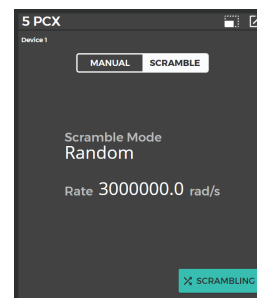 5 PCX
Device 1
MANUAL SCRAMBLE
Scramble Mode
Random
Rate 3000000.0 rad/s
SCRAMBLING